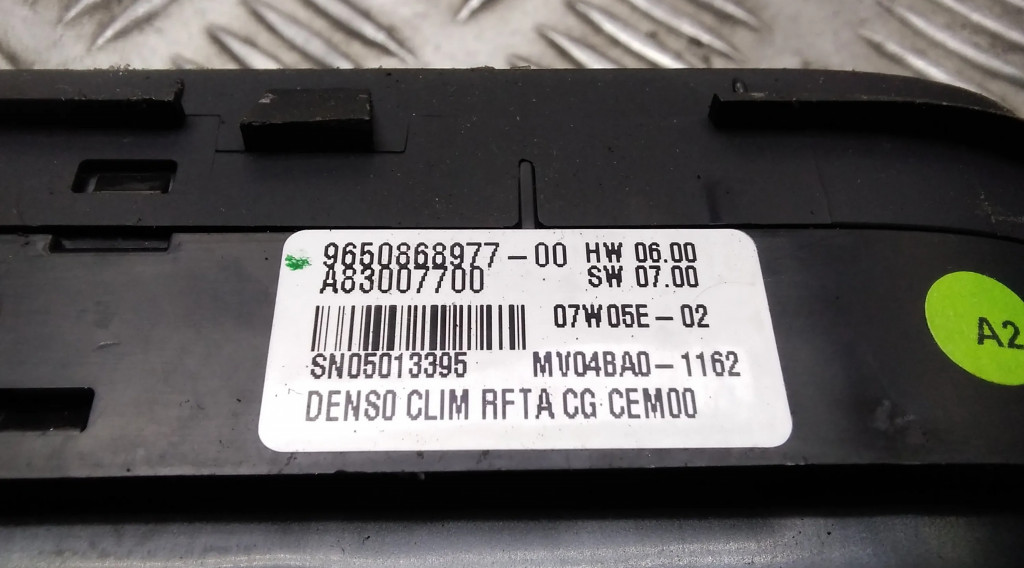 9650868977-00 HW 06.00
A83007700 SW 07.00
07W05E-02
SN05013395 MV04BA0-1162
DENSO CLIM RFTA CG CEM00
A2